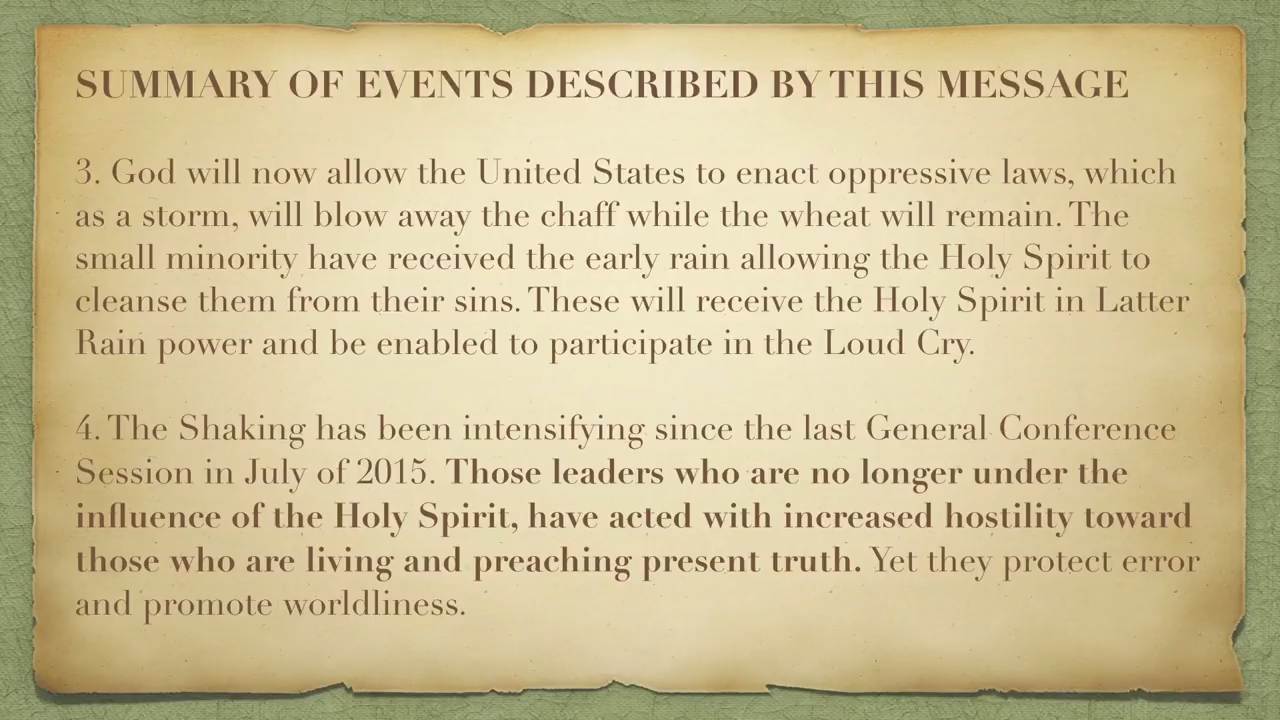 SUMMARY OF EVENTS DESCRIBED BY THIS MESSAGE
3. God will now allow the United States to enact oppressive laws, which
as a storm, will blow away the chaff while the wheat will remain. The
small minority have received the early rain allowing the Holy Spirit to
cleanse them from their sins. These will receive the Holy Spirit in Latter
Rain power and be enabled to participate in the Loud Cry.
4. The Shaking has been intensifying since the last General Conference
Session in July of 2015. Those leaders who are no longer under the
influence of the Holy Spirit, have acted with increased hostility toward
those who are living and preaching present truth. Yet they protect error
and promote worldliness.